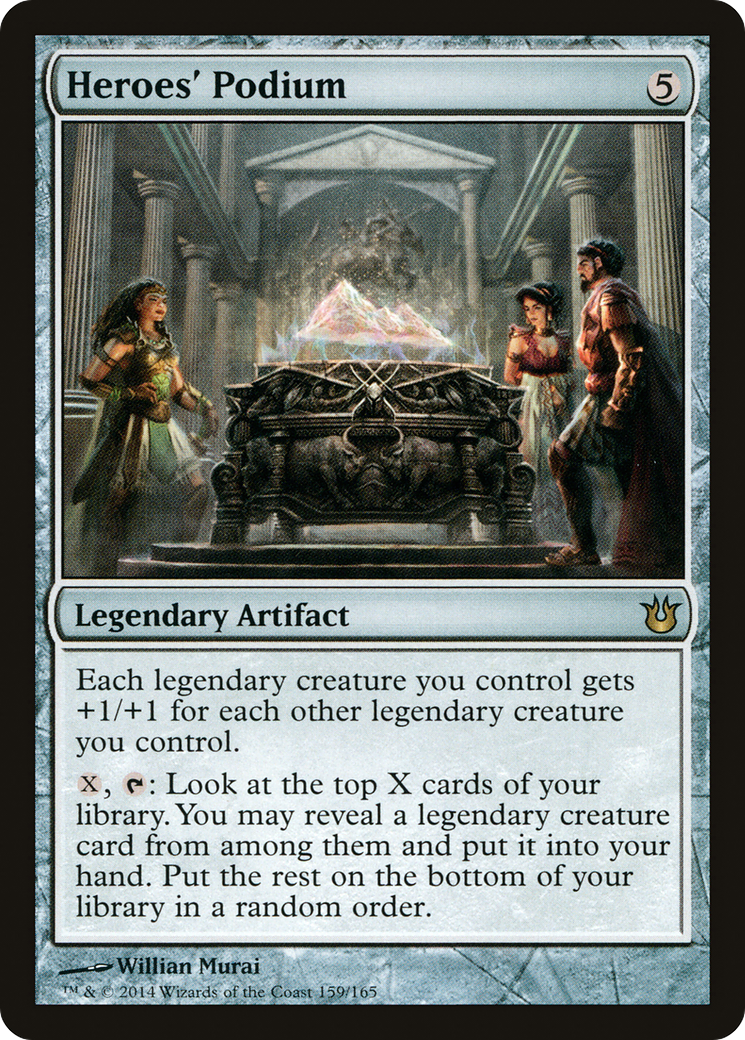 Heroes' Podium 5
Legendary Artifact
Each legendary creature you control gets
+1/+1 for each other legendary creature
you control.
X, : Look at the top X cards of your
library. You may reveal a legendary creature
card from among them and put it into your
hand. Put the rest on the bottom of your
library in a random order.
Willian Murai
™ & © 2014 Wizards of the Coast 159/165